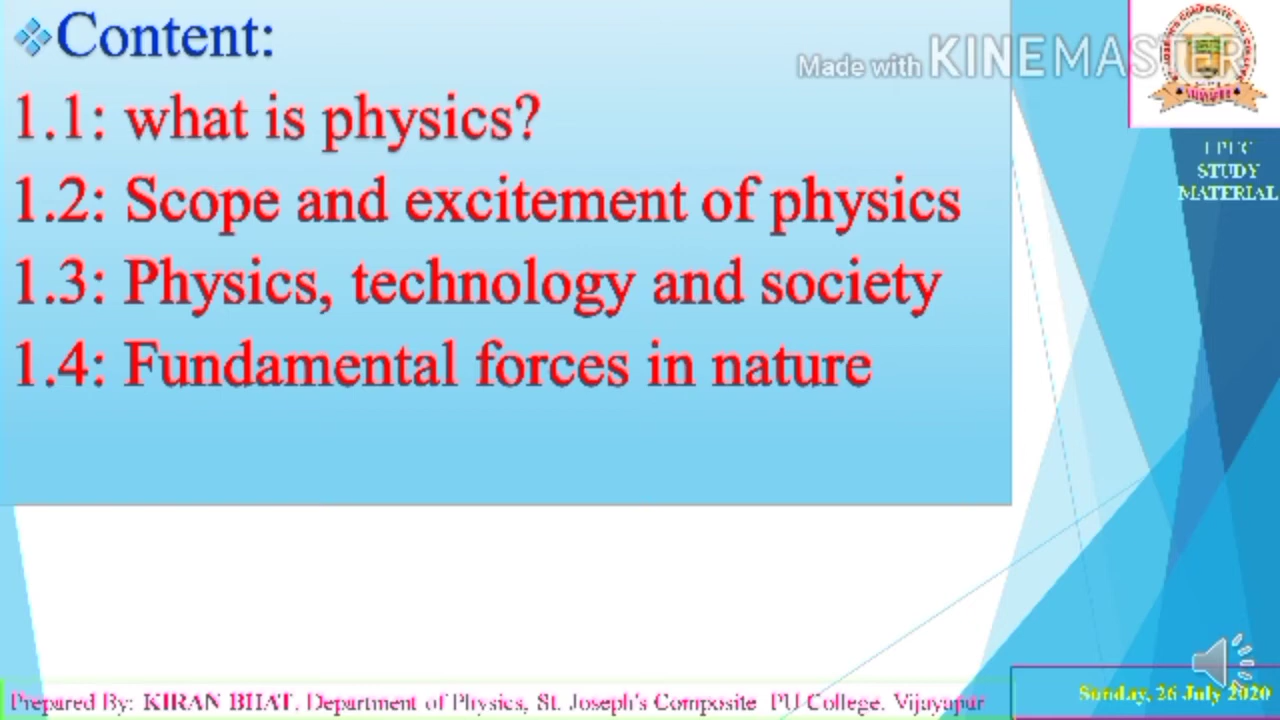 Content:
Made with KINEMASTER
1.1: what is physics?
1.2: Scope and excitement of physics
1.3: Physics, technology and society
1.4: Fundamental forces in nature
I PUC
STUDY
MATERIAL
Prepared By: KIRAN BHAT, Department of Physics, St. Joseph's Composite PU College, Vijayapur
Sunday, 26 July 2020